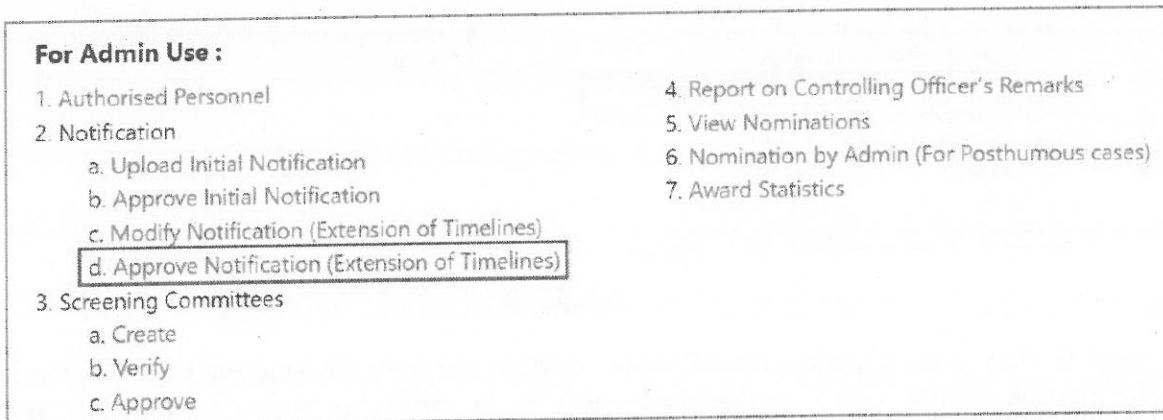 For Admin Use :
1. Authorised Personnel
2. Notification
a. Upload Initial Notification
b. Approve Initial Notification
c. Modify Notification (Extension of Timelines)
d. Approve Notification (Extension of Timelines)
3. Screening Committees
a. Create
b. Verify
c. Approve
4. Report on Controlling Officer's Remarks
5. View Nominations
6. Nomination by Admin (For Posthumous cases)
7. Award Statistics